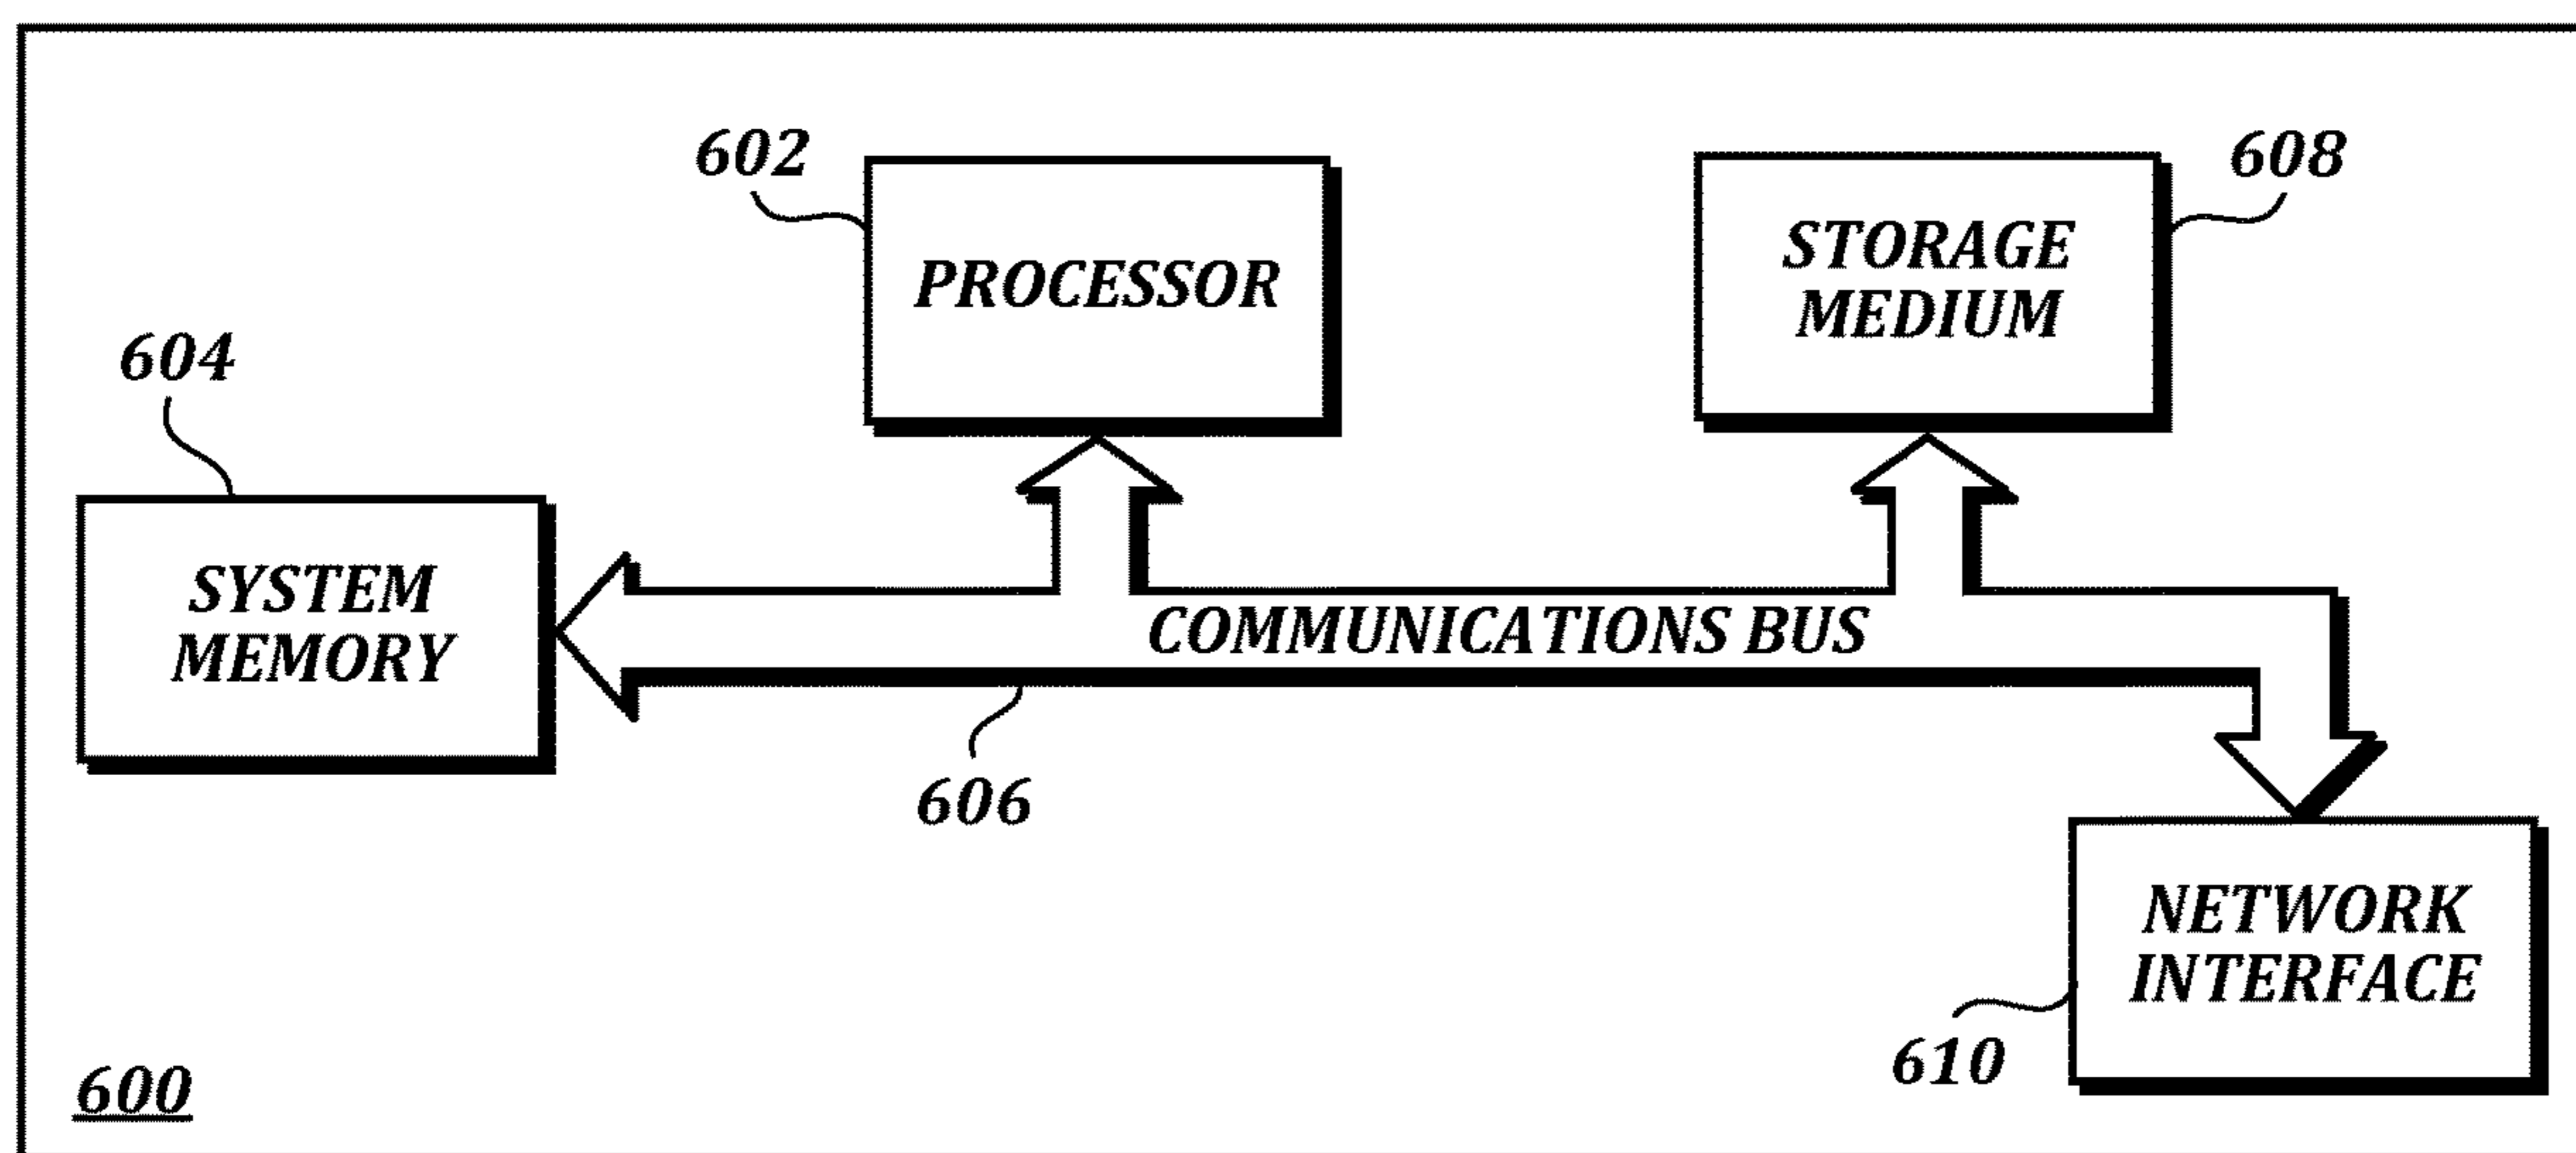 602
PROCESSOR
STORAGE
MEDIUM
608
604
SYSTEM
MEMORY
COMMUNICATIONS BUS
606
NETWORK
INTERFACE
610
600